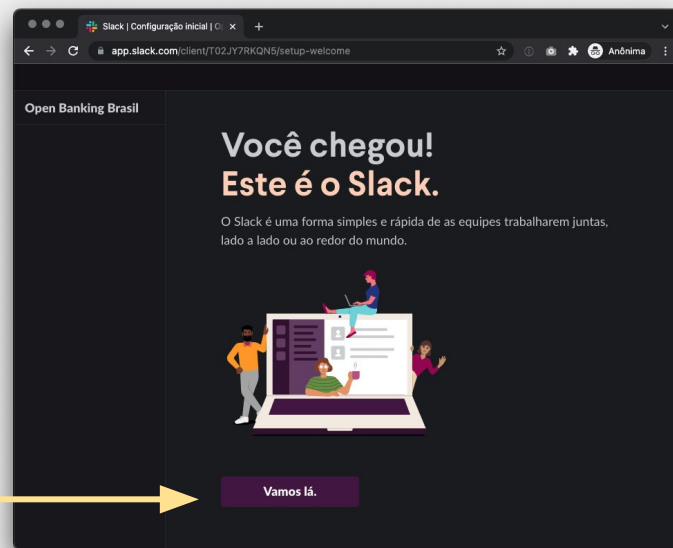 Slack | Configuração inicial | O
app.slack.com/client/T02JY7RKQN5/setup-welcome
Anônima
Open Banking Brasil
Você chegou!
Este é o Slack.
O Slack é uma forma simples e rápida de as equipes trabalharem juntas,
lado a lado ou ao redor do mundo.
Vamos lá.